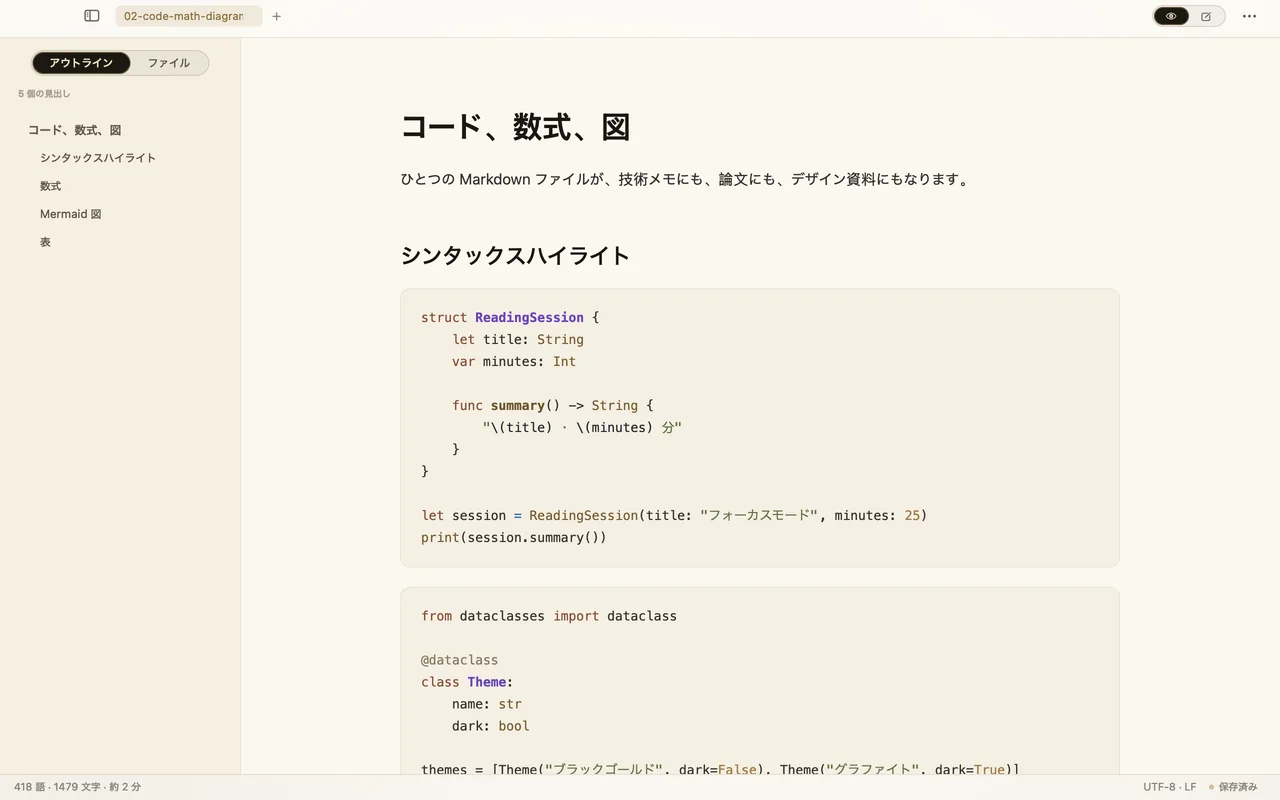 02-code-math-diagran
アウトライン
ファイル
5 個の見出し
コード、数式、図
シンタックスハイライト
数式
Mermaid 図
表
コード、数式、図
ひとつの Markdown ファイルが、技術メモにも、論文にも、デザイン資料にもなります。
シンタックスハイライト
struct ReadingSession {
    let title: String
    var minutes: Int

    func summary() -> String {
        "\(title) · \(minutes) 分"
    }
}

let session = ReadingSession(title: "フォーカスモード", minutes: 25)
print(session.summary())
from dataclasses import dataclass

@dataclass
class Theme:
    name: str
    dark: bool

themes = [Theme("ブラックゴールド", dark=False), Theme("グラファイト", dark=True)]
418 語 · 1479 文字 · 約 2 分
UTF-8 · LF
保存済み